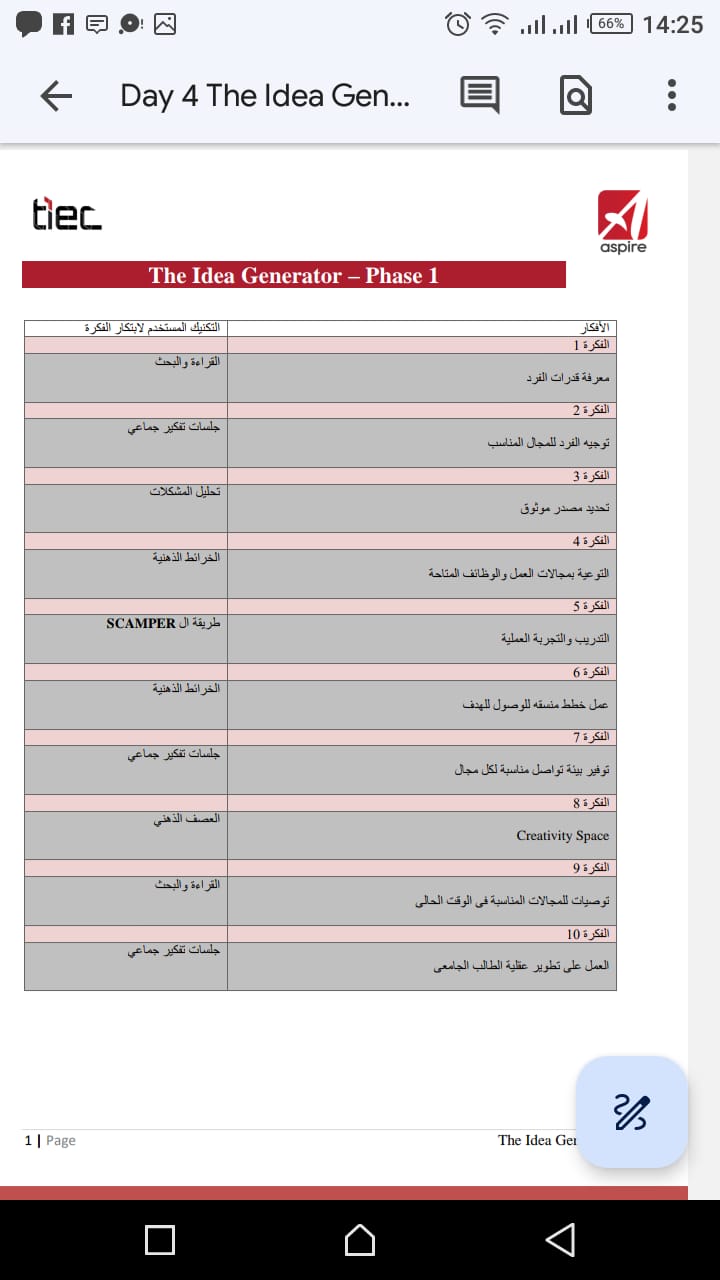 66% 14:25
Day 4 The Idea Gen...
tiec
aspire
The Idea Generator – Phase 1
الأفكار
التكنيك المستخدم لابتكار الفكرة
الفكرة 1
القراءة والبحث
معرفة قدرات الفرد
الفكرة 2
جلسات تفكير جماعي
توجيه الفرد للمجال المناسب
الفكرة 3
تحليل المشكلات
تحديد مصدر موثوق
الفكرة 4
الخرائط الذهنية
التوعية بمجالات العمل والوظائف المتاحة
الفكرة 5
طريقة ال SCAMPER
التدريب والتجربة العملية
الفكرة 6
الخرائط الذهنية
عمل خطط منسقه للوصول للهدف
الفكرة 7
جلسات تفكير جماعي
توفير بيئة تواصل مناسبة لكل مجال
الفكرة 8
العصف الذهني
Creativity Space
الفكرة 9
القراءة والبحث
توصيات للمجالات المناسبة فى الوقت الحالى
الفكرة 10
جلسات تفكير جماعي
العمل على تطوير عقلية الطالب الجامعى
1 | Page
The Idea Ge